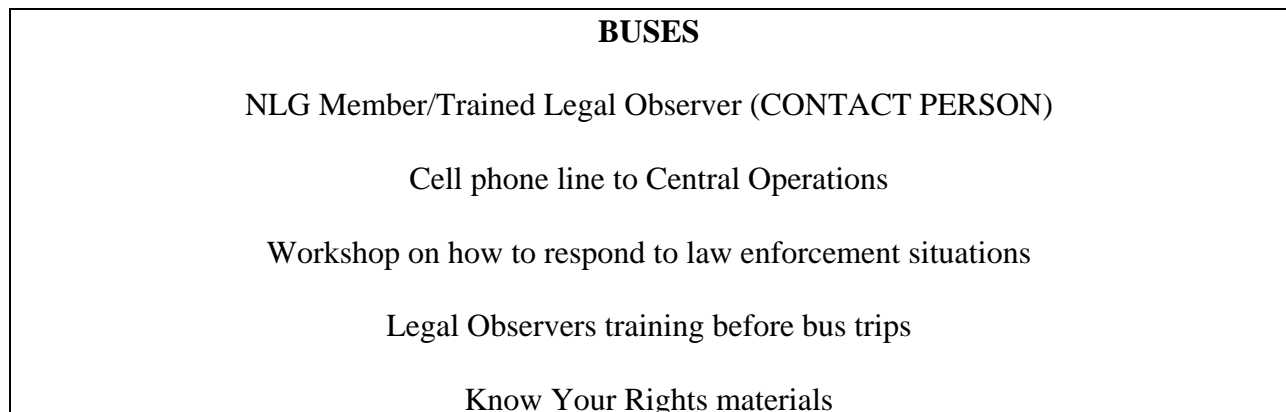 BUSES
NLG Member/Trained Legal Observer (CONTACT PERSON)
Cell phone line to Central Operations
Workshop on how to respond to law enforcement situations
Legal Observers training before bus trips
Know Your Rights materials